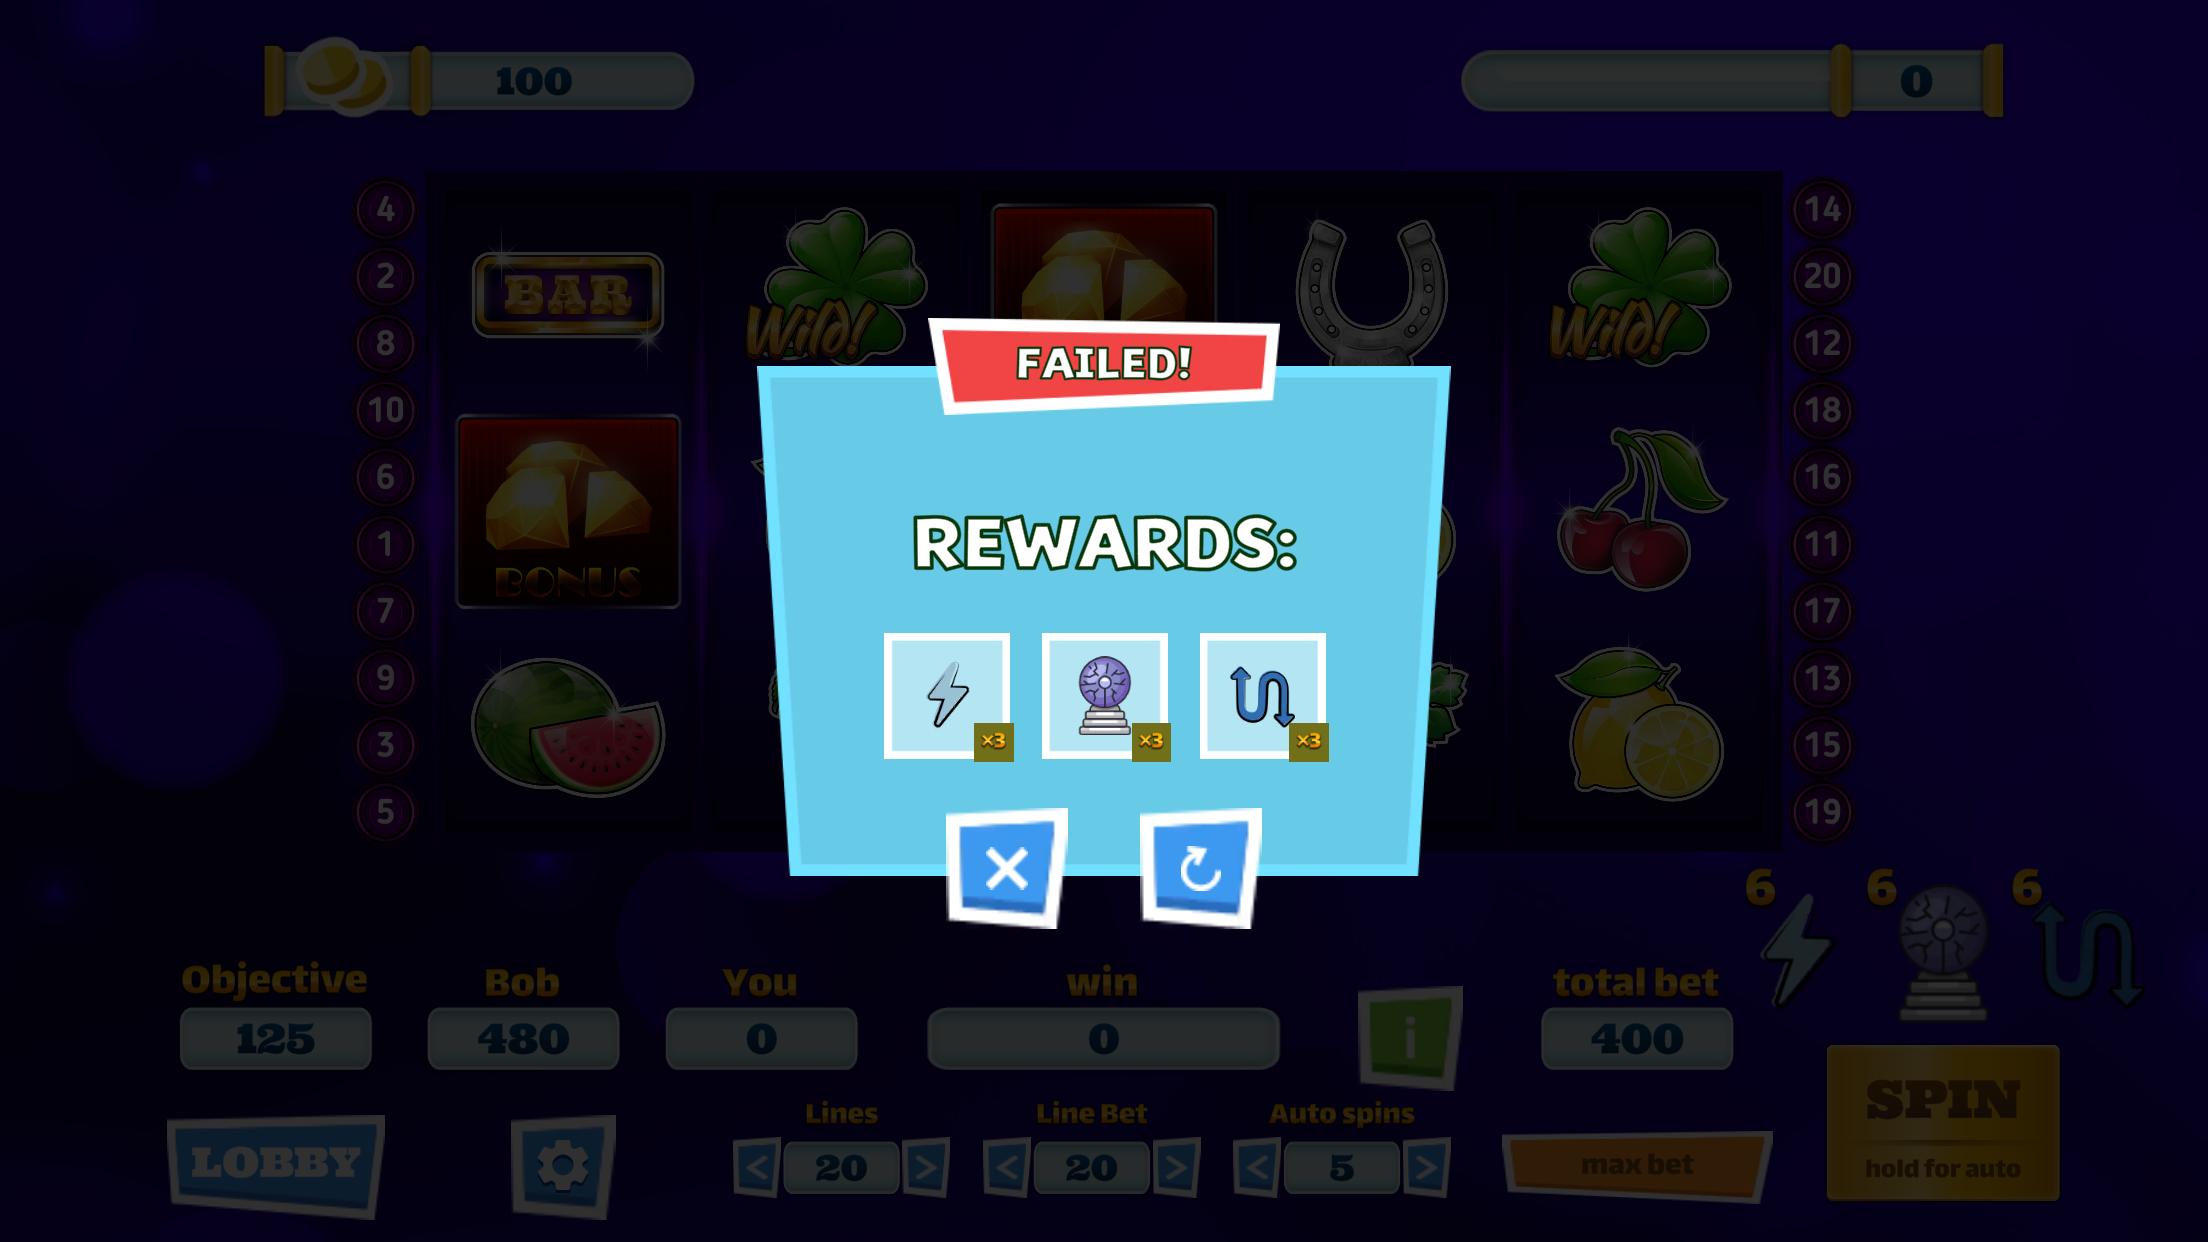 100
0
4
14
2
20
8
12
10
18
6
16
1
11
7
17
9
13
3
15
5
19
BAR
Wild!
Wild!
BONUS
FAILED!
REWARDS:
×3
×3
×3
6
6
6
Objective
Bob
You
win
total bet
125
480
0
0
i
400
Lines
Line Bet
Auto spins
SPIN
hold for auto
LOBBY
< 20 >
< 20 >
< 5 >
max bet